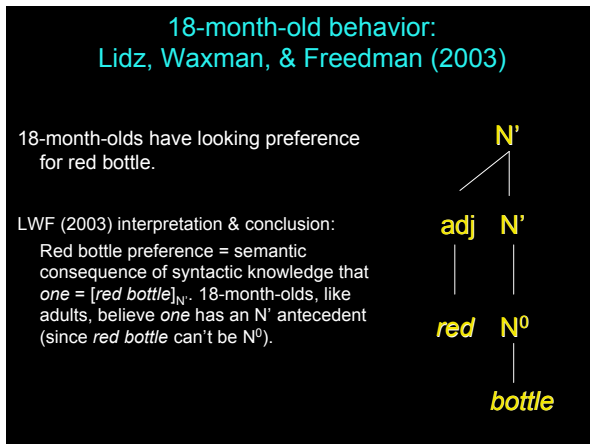 18-month-old behavior:
Lidz, Waxman, & Freedman (2003)
18-month-olds have looking preference
for red bottle.
LWF (2003) interpretation & conclusion:
Red bottle preference = semantic
consequence of syntactic knowledge that
one = [red bottle]N'. 18-month-olds, like
adults, believe one has an N' antecedent
(since red bottle can't be N⁰).
N'
adj N'
red N⁰
bottle